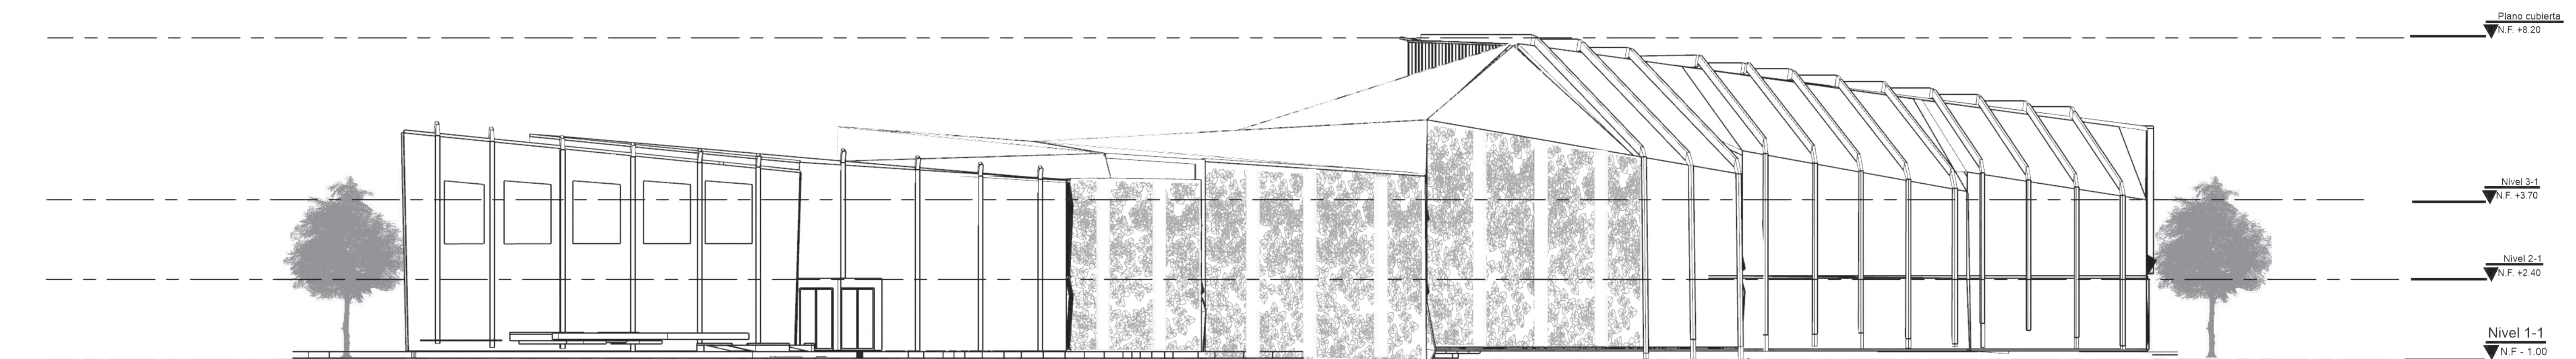 Plano cubierta
N.F. +8.20
Nivel 3-1
N.F. +3.70
Nivel 2-1
N.F. +2.40
Nivel 1-1
N.F - 1.00